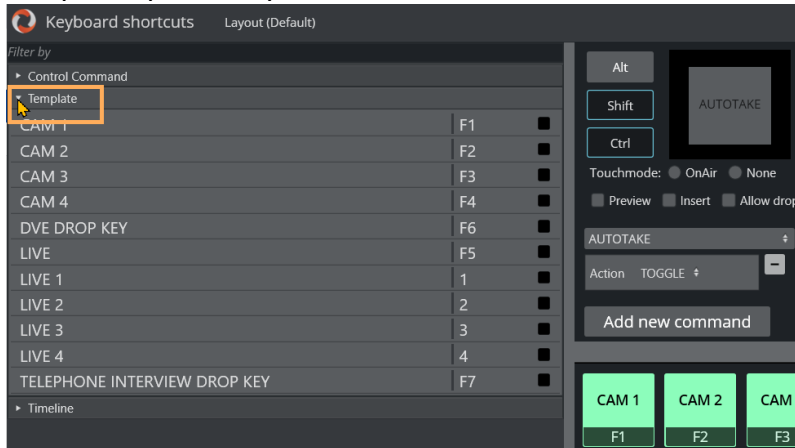 Keyboard shortcuts Layout (Default)
Filter by
Control Command
Template
CAM 1 F1
CAM 2 F2
CAM 3 F3
CAM 4 F4
DVE DROP KEY F6
LIVE F5
LIVE 1 1
LIVE 2 2
LIVE 3 3
LIVE 4 4
TELEPHONE INTERVIEW DROP KEY F7
Timeline
Alt
Shift
Ctrl
AUTOTAKE
Touchmode: OnAir None
Preview Insert Allow drop
AUTOTAKE
Action TOGGLE
Add new command
CAM 1 CAM 2 CAM
F1 F2 F3